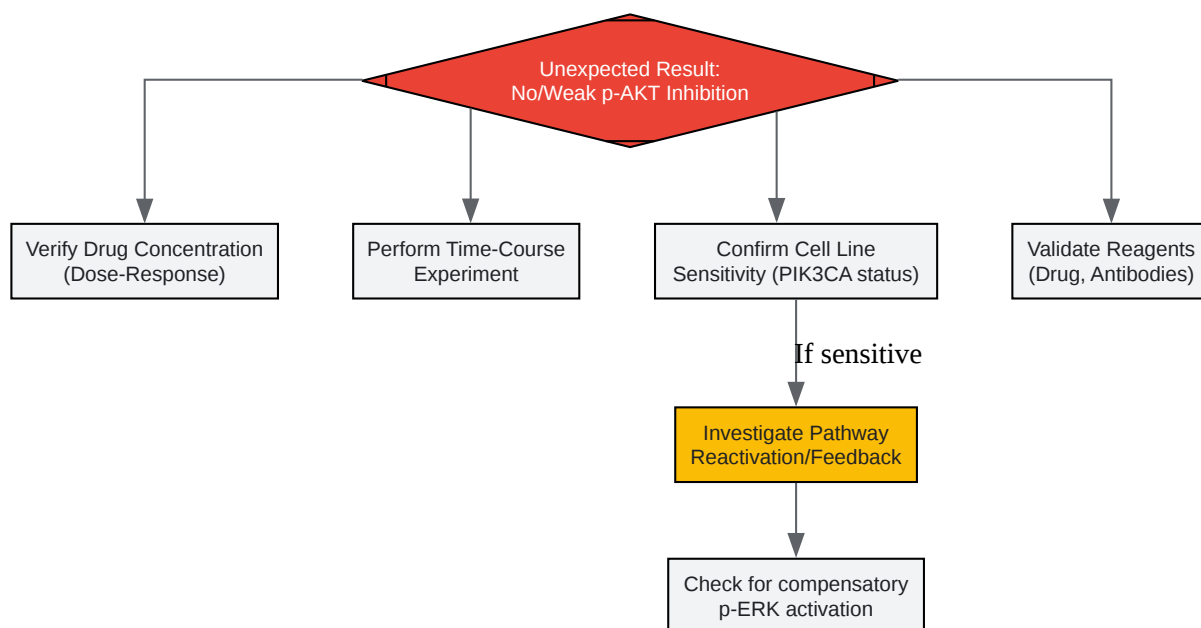 Unexpected Result:
No/Weak p-AKT Inhibition
Verify Drug Concentration
(Dose-Response)
Perform Time-Course
Experiment
Confirm Cell Line
Sensitivity (PIK3CA status)
Validate Reagents
(Drug, Antibodies)
If sensitive
Investigate Pathway
Reactivation/Feedback
Check for compensatory
p-ERK activation